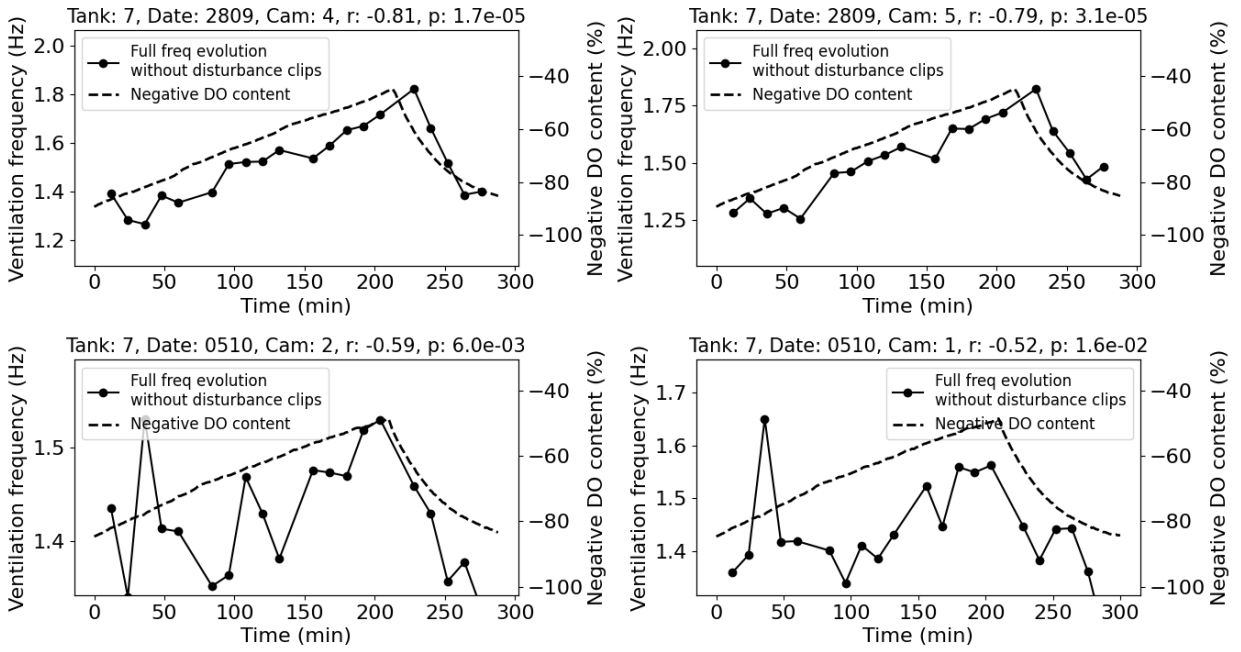 Tank: 7, Date: 2809, Cam: 4, r: -0.81, p: 1.7e-05
Ventilation frequency (Hz)
2.0
1.8
1.6
1.4
1.2
Full freq evolution
without disturbance clips
Negative DO content
−40
−60
−80
−100
Negative DO content (%)
0
50
100
150
200
250
300
Time (min)
Tank: 7, Date: 2809, Cam: 5, r: -0.79, p: 3.1e-05
Ventilation frequency (Hz)
2.00
1.75
1.50
1.25
Full freq evolution
without disturbance clips
Negative DO content
−40
−60
−80
−100
Negative DO content (%)
0
50
100
150
200
250
300
Time (min)
Tank: 7, Date: 0510, Cam: 2, r: -0.59, p: 6.0e-03
Ventilation frequency (Hz)
1.5
1.4
Full freq evolution
without disturbance clips
Negative DO content
−40
−60
−80
−100
Negative DO content (%)
0
50
100
150
200
250
300
Time (min)
Tank: 7, Date: 0510, Cam: 1, r: -0.52, p: 1.6e-02
Ventilation frequency (Hz)
1.7
1.6
1.5
1.4
Full freq evolution
without disturbance clips
Negative DO content
−40
−60
−80
−100
Negative DO content (%)
0
50
100
150
200
250
300
Time (min)